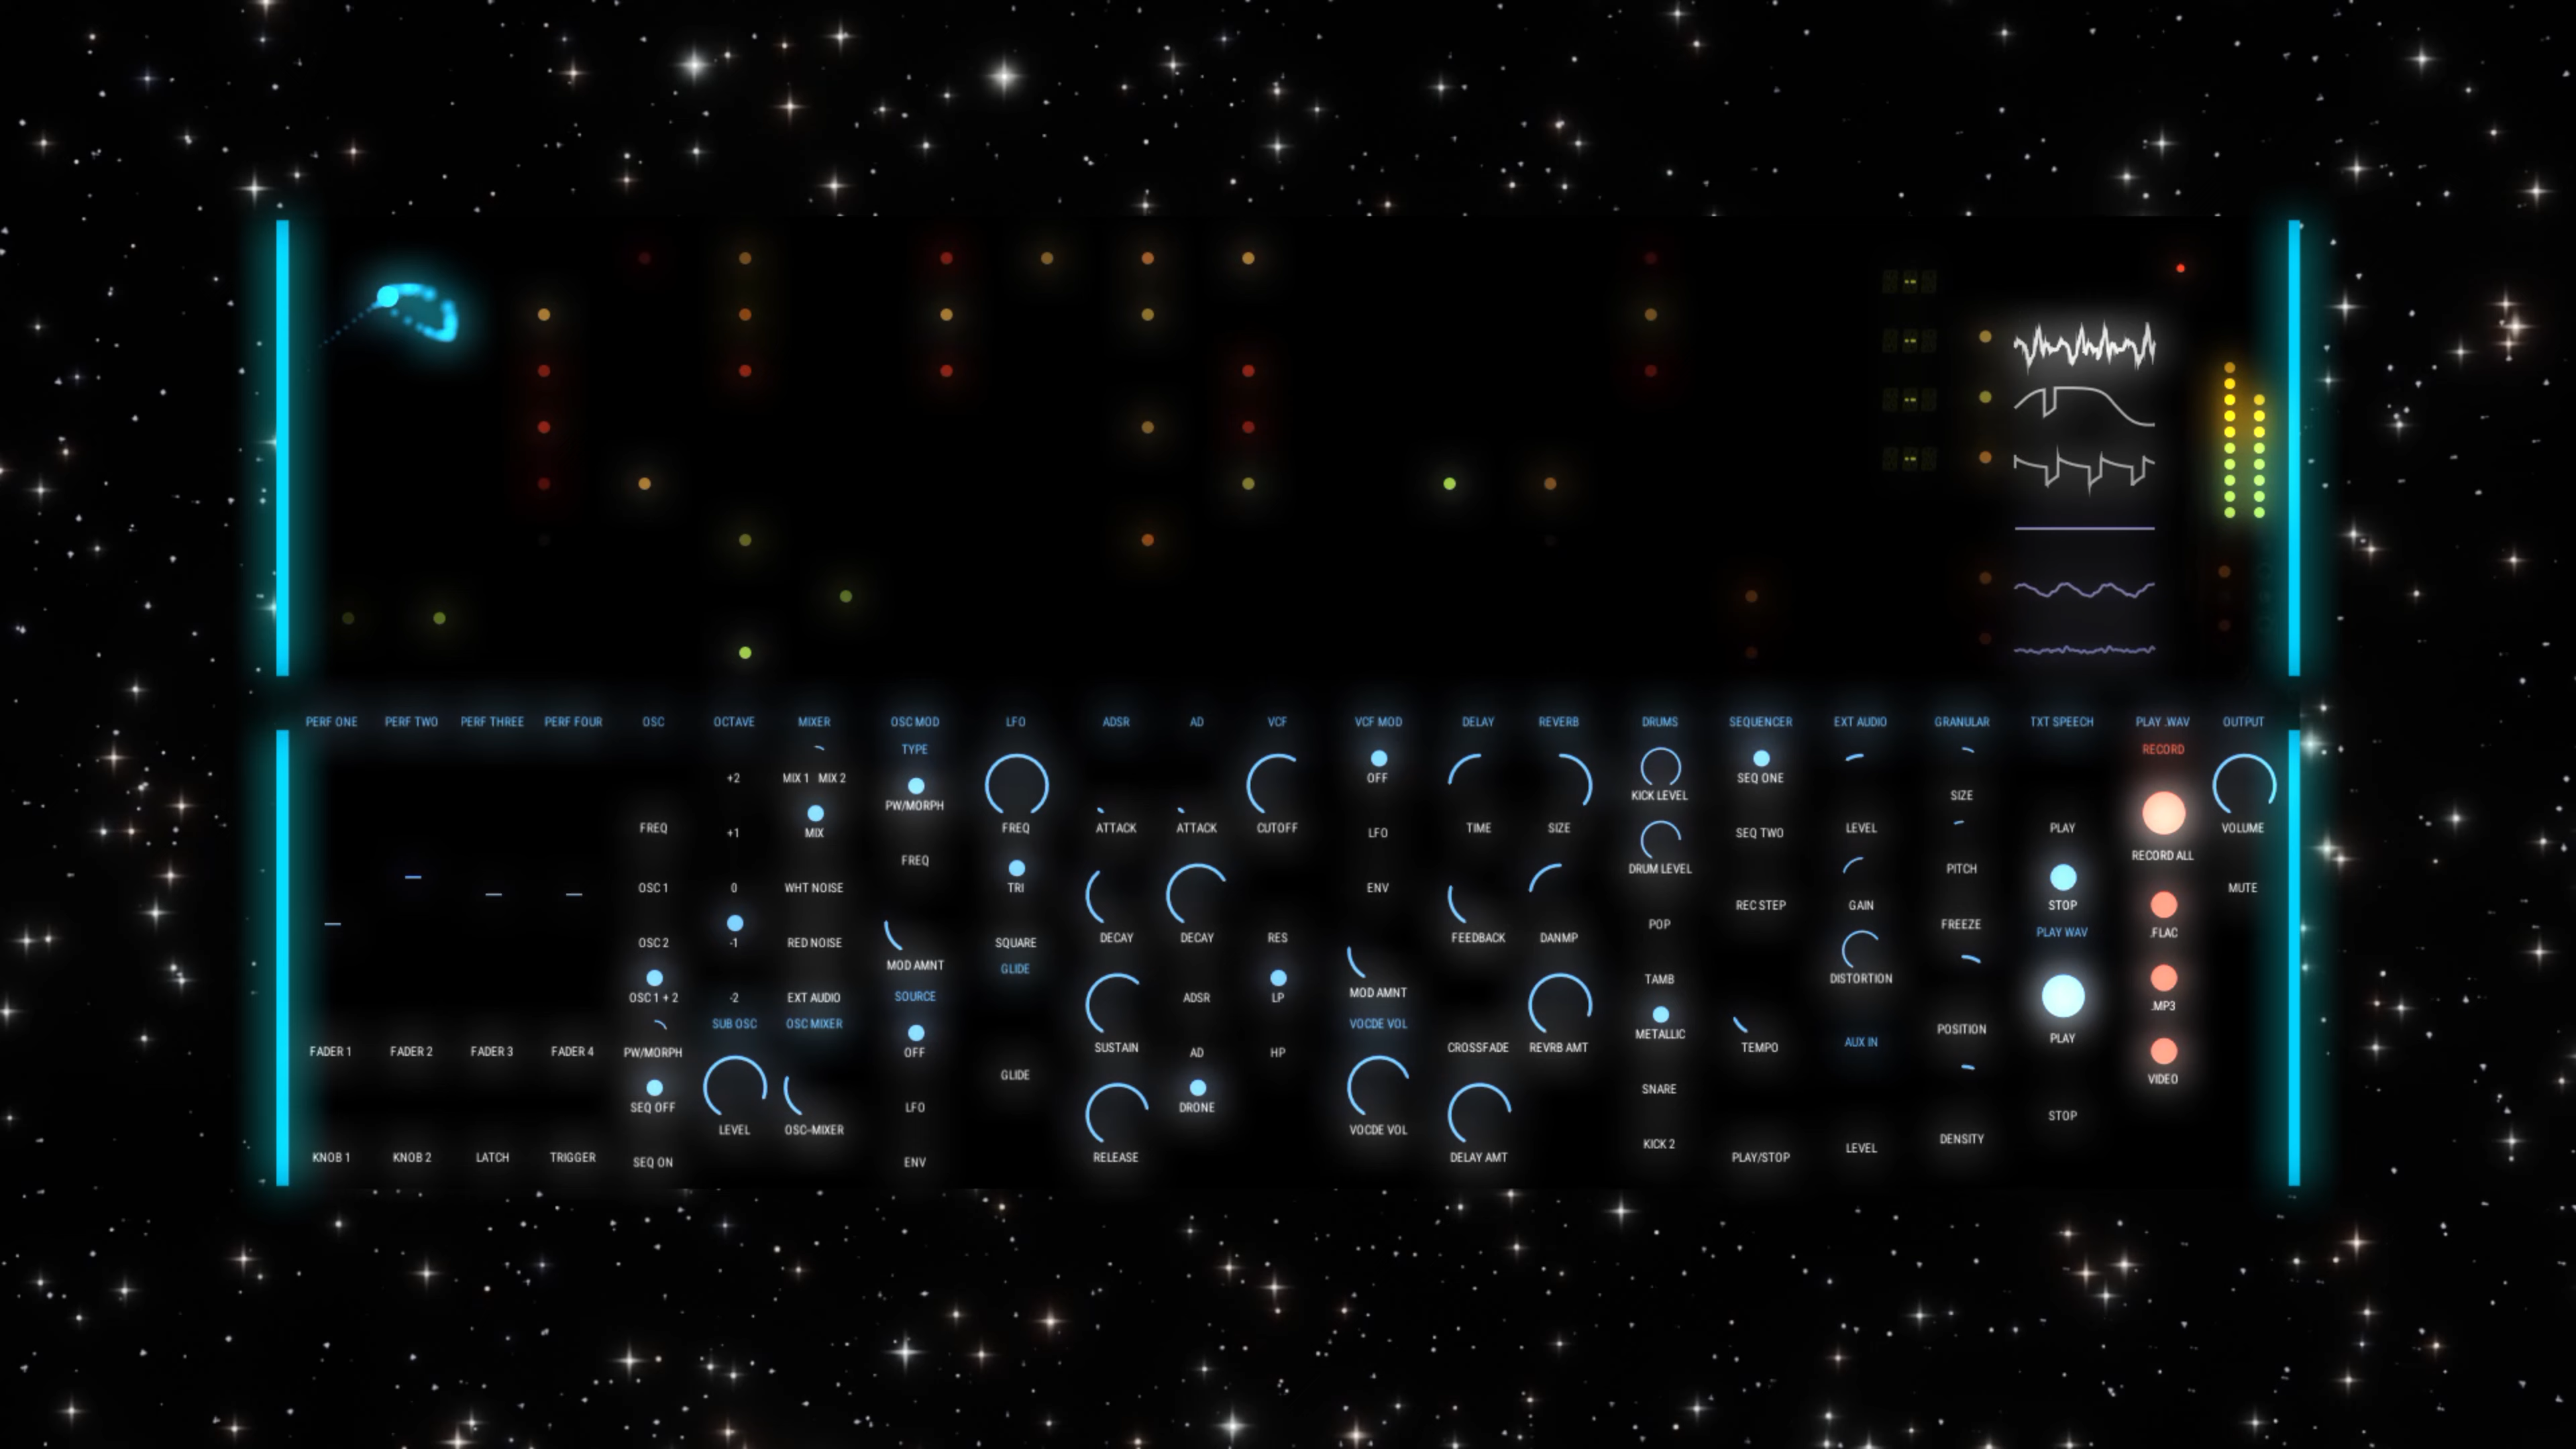 PERF ONE PERF TWO PERF THREE PERF FOUR OSC OCTAVE MIXER OSC MOD LFO ADSR AD VCF VCF MOD DELAY REVERB DRUMS SEQUENCER EXT AUDIO GRANULAR TXT SPEECH PLAY .WAV OUTPUT
TYPE RECORD
+2 MIX 1 MIX 2 OFF SEQ ONE
KICK LEVEL SIZE
PW/MORPH
FREQ FREQ ATTACK ATTACK CUTOFF TIME SIZE LEVEL PLAY VOLUME
+1 MIX LFO SEQ TWO
FREQ RECORD ALL
DRUM LEVEL PITCH
OSC 1 0 WHT NOISE TRI ENV MUTE
REC STEP GAIN STOP
POP FREEZE
DECAY DECAY RES FEEDBACK DANMP PLAY WAV .FLAC
OSC 2 -1 RED NOISE SQUARE
MOD AMNT GLIDE
TAMB DISTORTION
OSC 1 + 2 -2 EXT AUDIO SOURCE ADSR LP MOD AMNT .MP3
SUB OSC OSC MIXER VOCDE VOL
METALLIC POSITION
FADER 1 FADER 2 FADER 3 FADER 4 PW/MORPH OFF SUSTAIN AD HP CROSSFADE REVRB AMT TEMPO AUX IN PLAY
GLIDE VIDEO
SNARE
SEQ OFF LFO DRONE STOP
LEVEL OSC-MIXER VOCDE VOL
KICK 2 LEVEL DENSITY
KNOB 1 KNOB 2 LATCH TRIGGER SEQ ON ENV RELEASE DELAY AMT PLAY/STOP